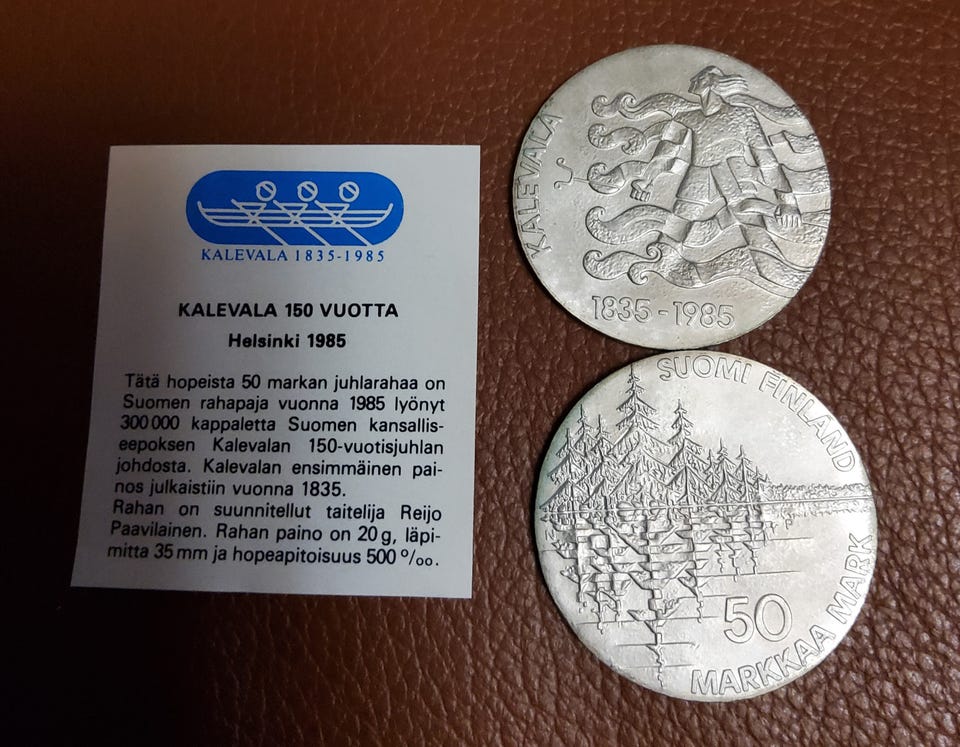 KALEVALA 1835-1985
KALEVALA 150 VUOTTA
Helsinki 1985
Tätä hopeista 50 markan juhlarahaa on
Suomen rahapaja vuonna 1985 lyönyt
300 000 kappaletta Suomen kansallis-
eepoksen Kalevalan 150-vuotisjuhlan
johdosta. Kalevalan ensimmäinen pai-
nos julkaistiin vuonna 1835.
Rahan on suunnitellut taitelija Reijo
Paavilainen. Rahan paino on 20 g, läpi-
mitta 35 mm ja hopeapitoisuus 500 º/oo.
KALEVALA
1835-1985
SUOMI FINLAND
50
MARKKAA MARK